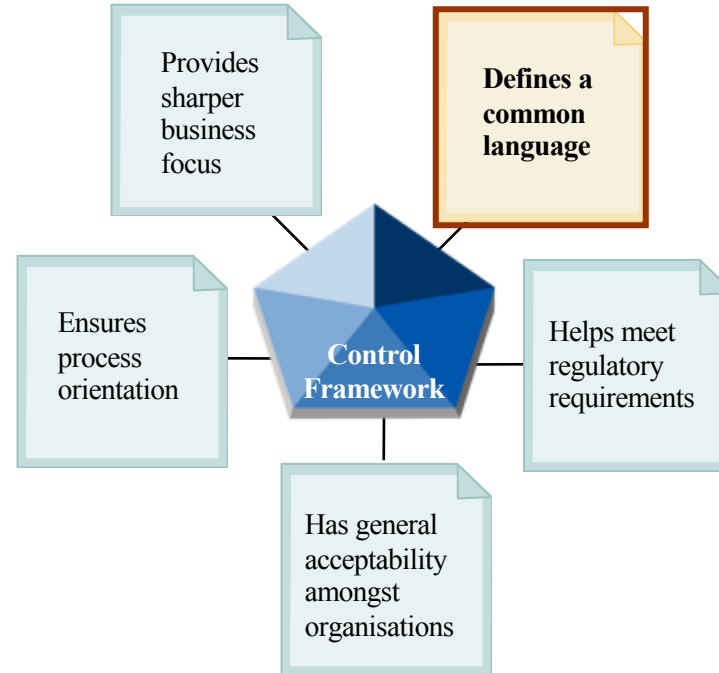 Provides
sharper
business
focus
Defines a
common
language
Ensures
process
orientation
Control
Framework
Helps meet
regulatory
requirements
Has general
acceptability
amongst
organisations